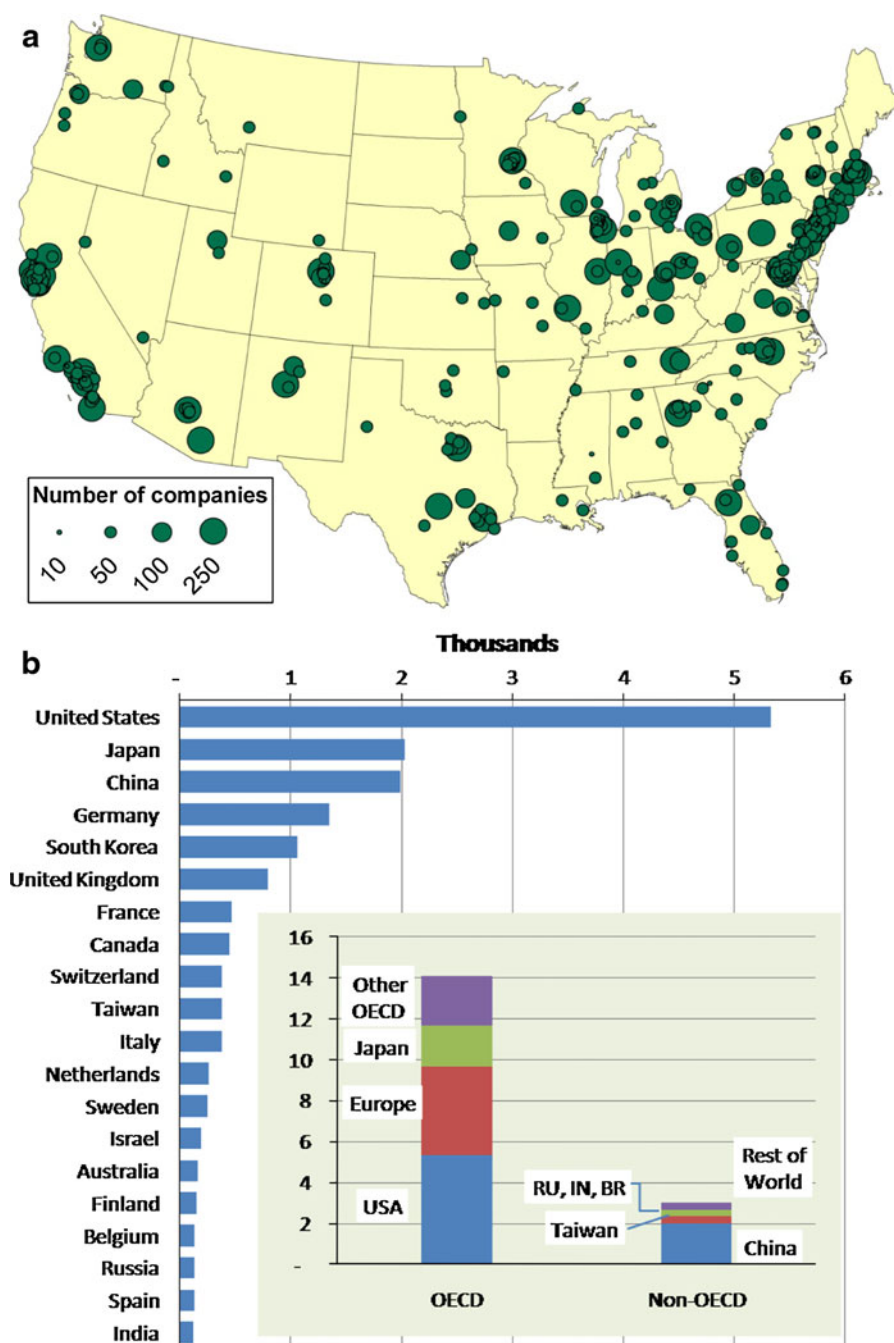 a
Number of companies
10 50 100 250
b
Thousands
- 1 2 3 4 5 6
United States
Japan
China
Germany
South Korea
United Kingdom
France
Canada
Switzerland
Taiwan
Italy
Netherlands
Sweden
Israel
Australia
Finland
Belgium
Russia
Spain
India
16
14
12
10
8
6
4
2
-
Other
OECD
Japan
Europe
USA
RU, IN, BR
Taiwan
Rest of
World
China
OECD Non-OECD